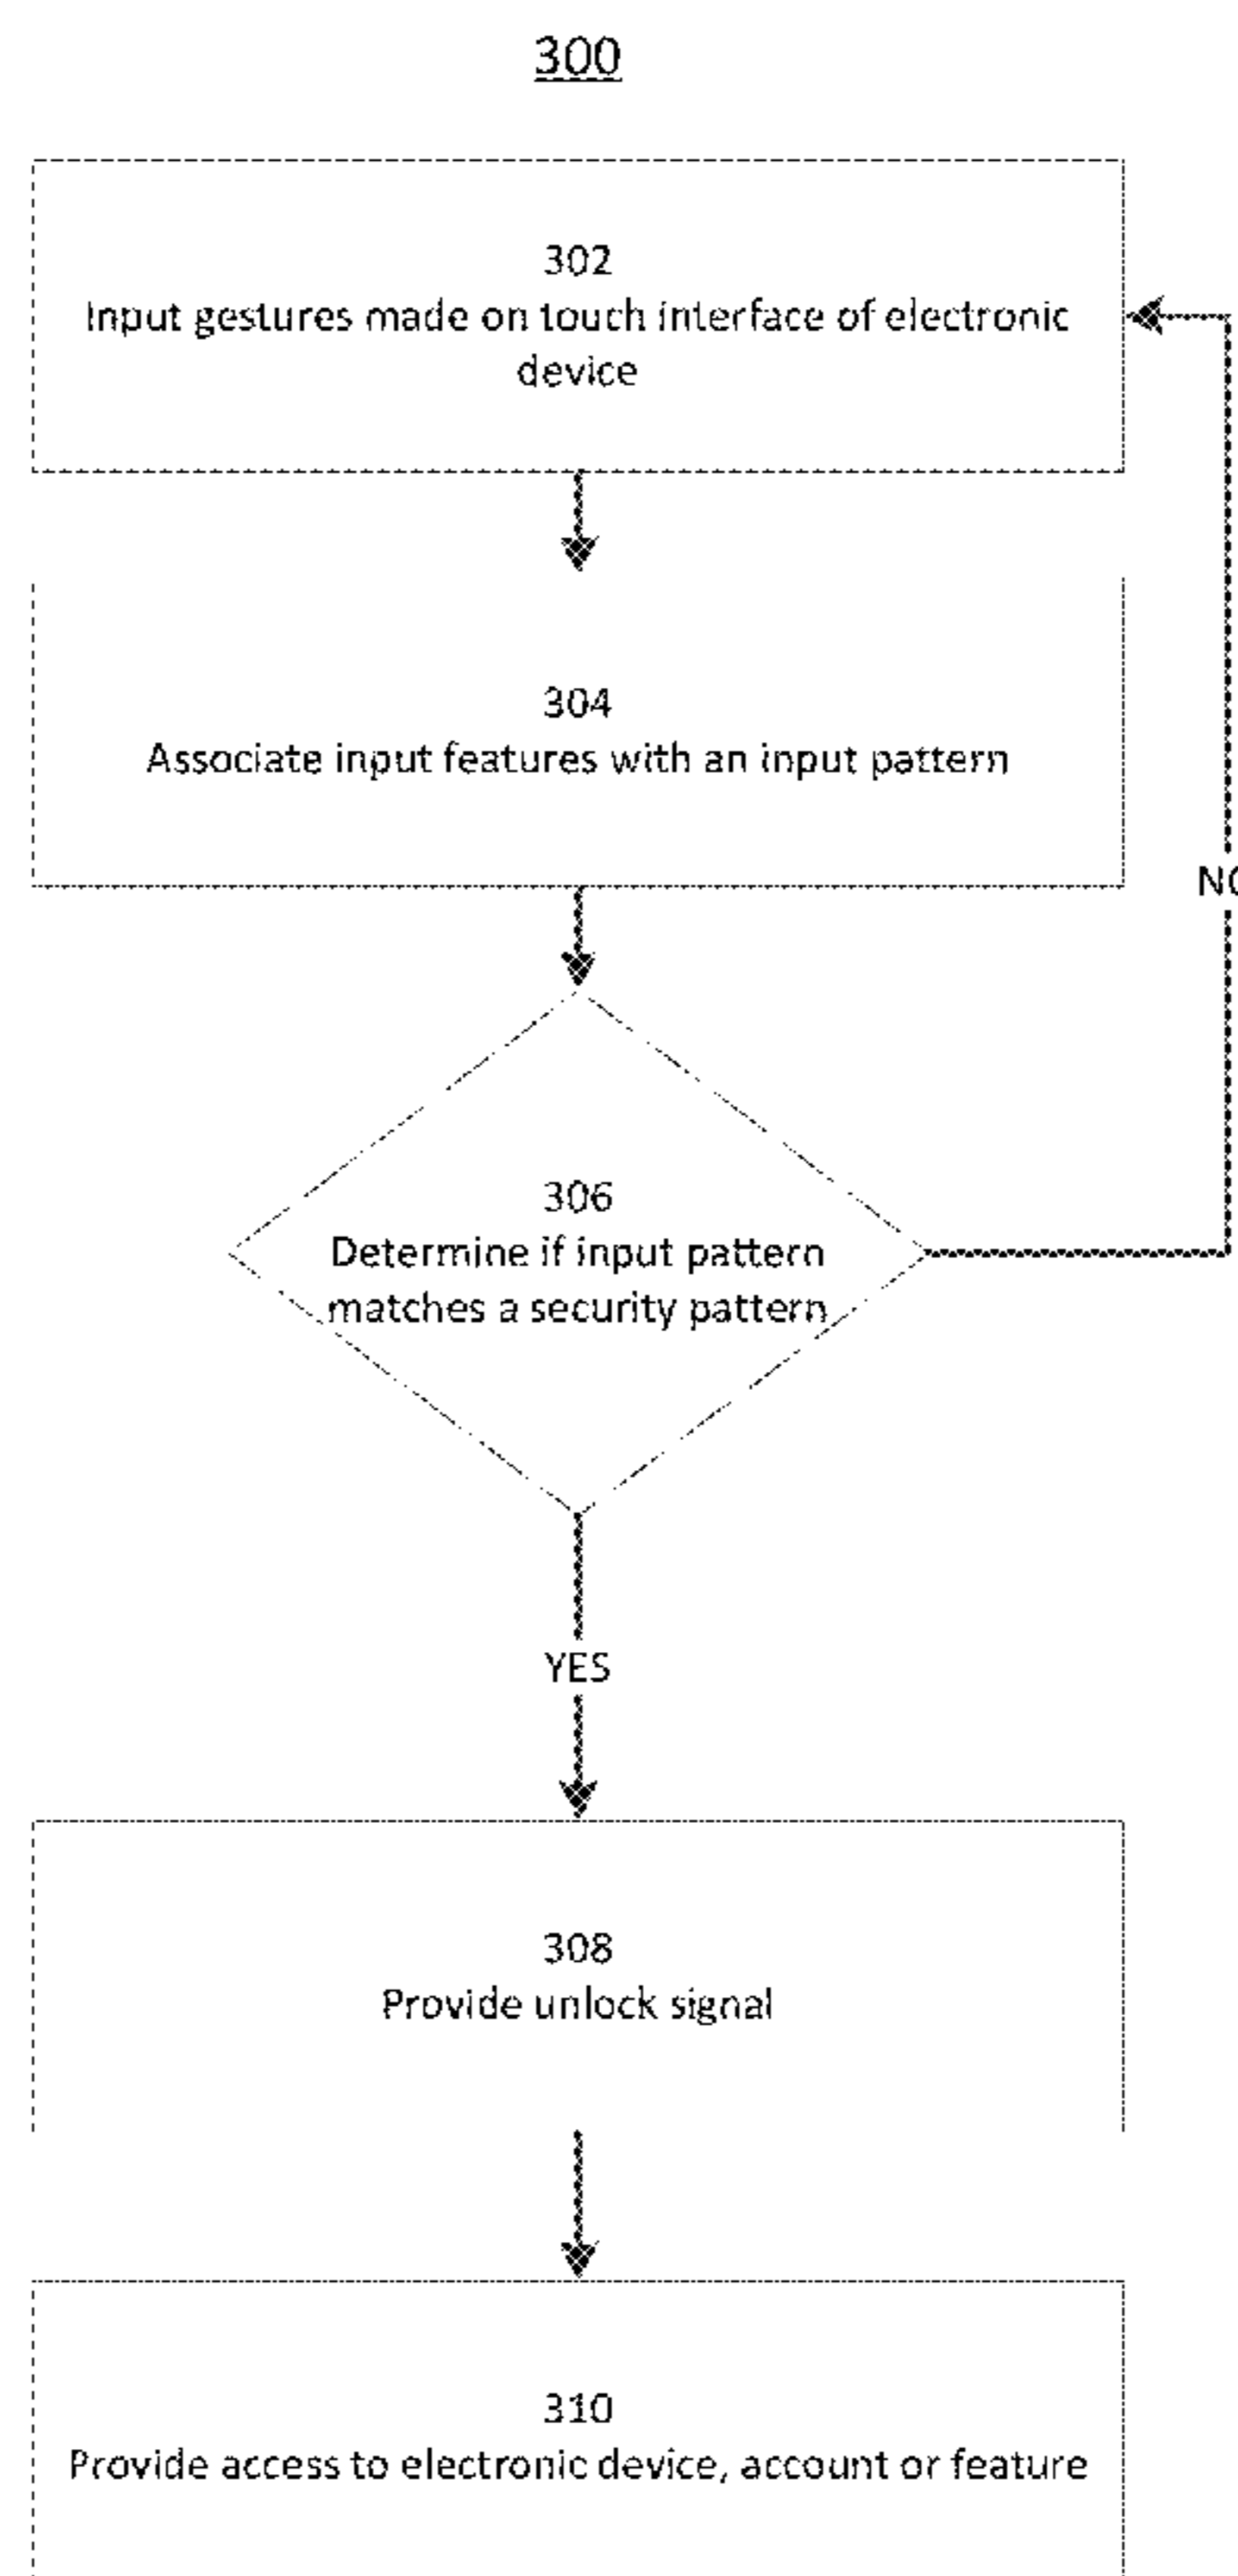 300
302
Input gestures made on touch interface of electronic
device
304
Associate input features with an input pattern
306
Determine if input pattern
matches a security pattern
NO
YES
308
Provide unlock signal
310
Provide access to electronic device, account or feature